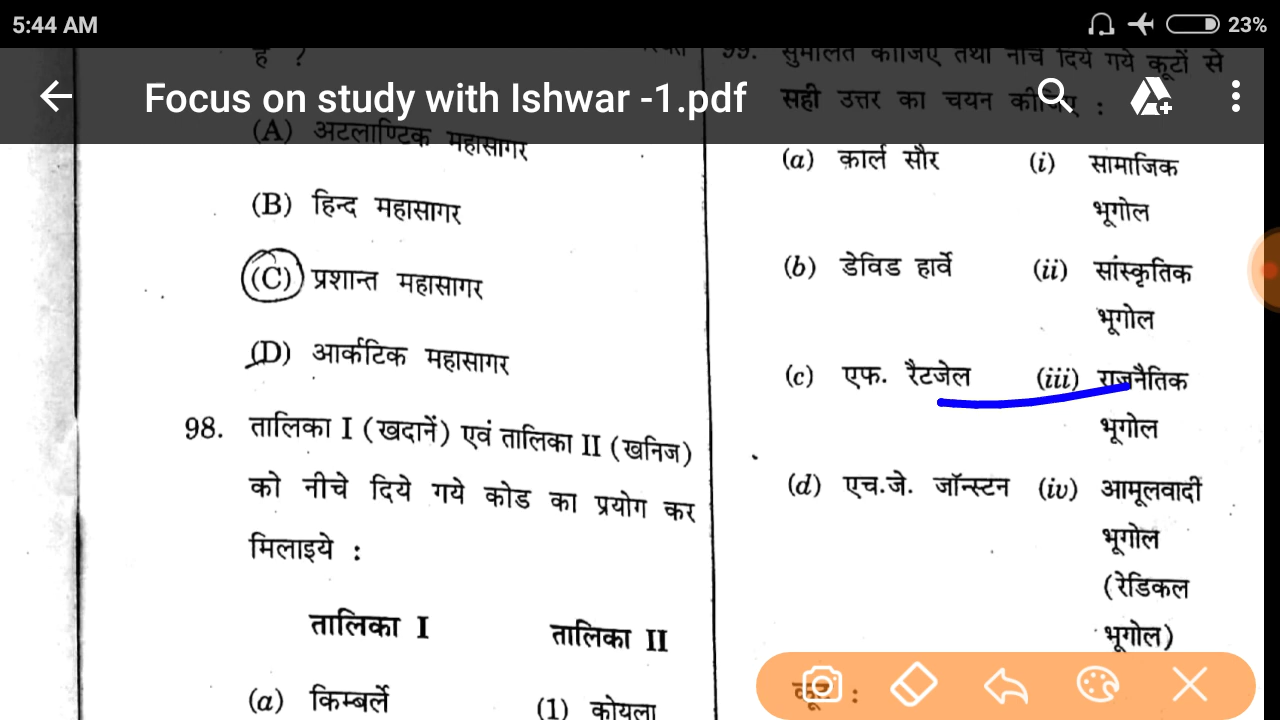 5:44 AM
23%
Focus on study with Ishwar -1.pdf
है ?
(A) अटलाण्टिक महासागर
(B) हिन्द महासागर
(C) प्रशान्त महासागर
(D) आर्कटिक महासागर
98. तालिका I (खदानें) एवं तालिका II (खनिज)
को नीचे दिये गये कोड का प्रयोग कर
मिलाइये :
तालिका I तालिका II
(a) किम्बर्ले (1) कोयला
99. सुमेलित कीजिए तथा नीचे दिये गये कूटों से
सही उत्तर का चयन कीजिए :
(a) कार्ल सौर (i) सामाजिक
भूगोल
(b) डेविड हार्वे (ii) सांस्कृतिक
भूगोल
(c) एफ. रैटजेल (iii) राजनैतिक
भूगोल
(d) एच.जे. जॉन्स्टन (iv) आमूलवादी
भूगोल
(रेडिकल
भूगोल)
कूट :